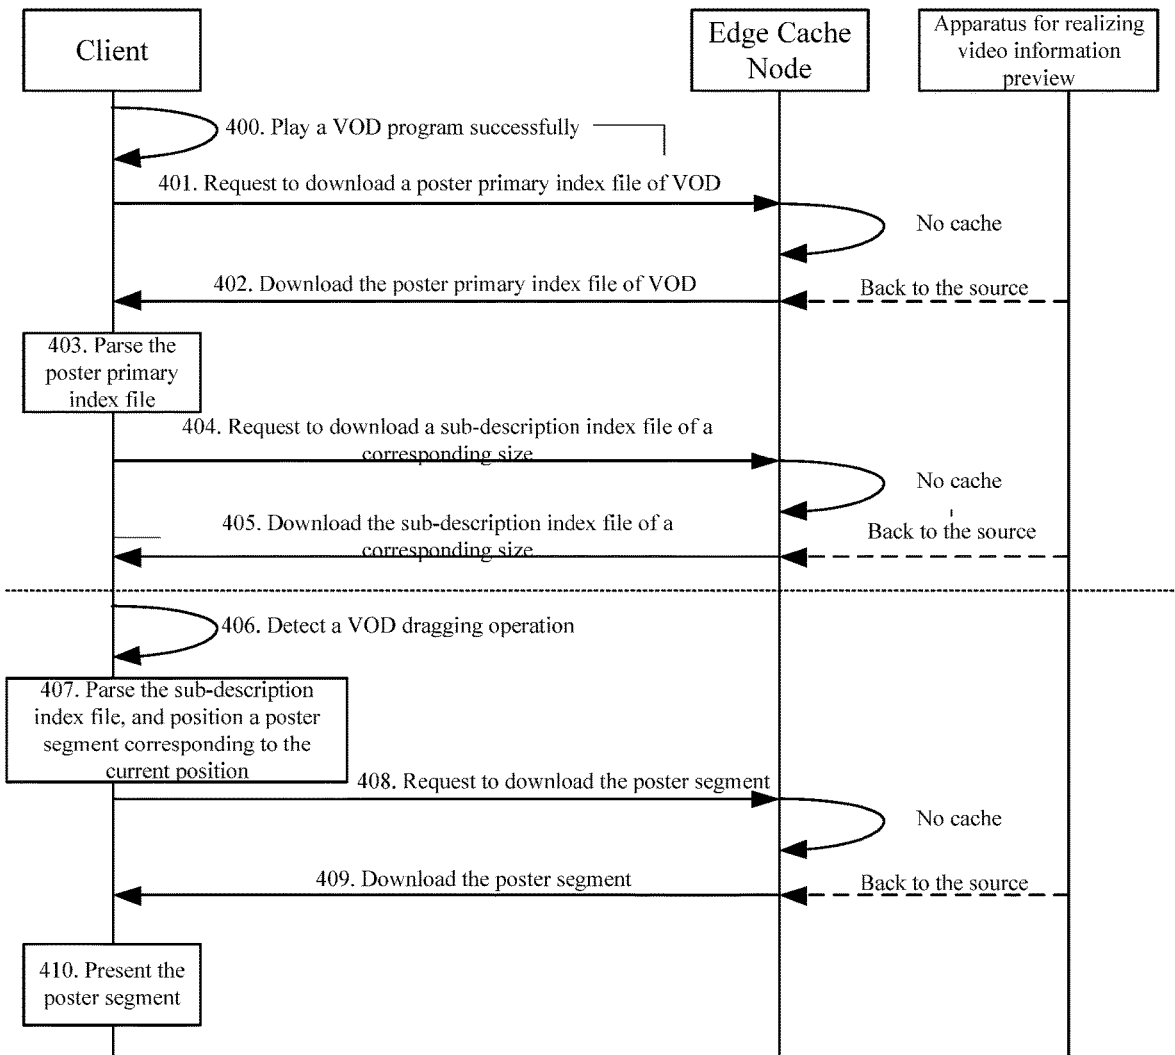 Client
Edge Cache
Node
Apparatus for realizing
video information
preview
400. Play a VOD program successfully
401. Request to download a poster primary index file of VOD
No cache
402. Download the poster primary index file of VOD
Back to the source
403. Parse the
poster primary
index file
404. Request to download a sub-description index file of a
corresponding size
No cache
405. Download the sub-description index file of a
corresponding size
Back to the source
406. Detect a VOD dragging operation
407. Parse the sub-description
index file, and position a poster
segment corresponding to the
current position
408. Request to download the poster segment
No cache
409. Download the poster segment
Back to the source
410. Present the
poster segment